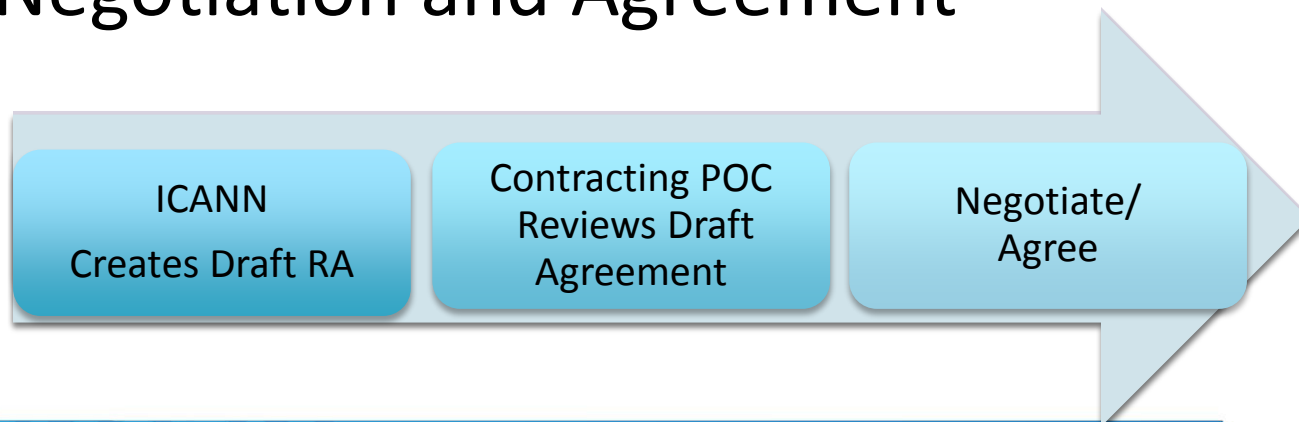 Negotiation and Agreement
ICANN
Creates Draft RA
Contracting POC
Reviews Draft
Agreement
Negotiate/
Agree